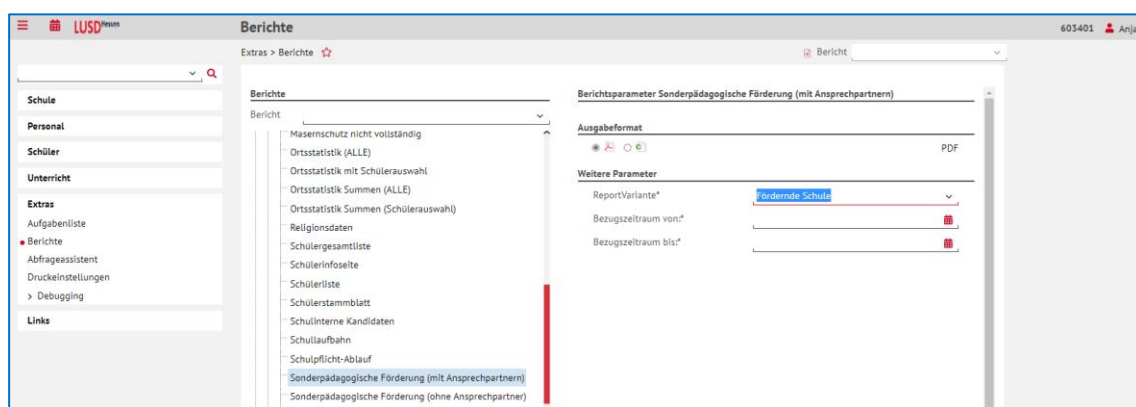 LUSD Hessen
Berichte
603401 Anja
Extras > Berichte
Bericht
Schule
Personal
Schüler
Unterricht
Extras
Aufgabenliste
Berichte
Abfrageassistent
Druckeinstellungen
> Debugging
Links
Berichte
Bericht
Masernschutz nicht vollständig
Ortsstatistik (ALLE)
Ortsstatistik mit Schülerauswahl
Ortsstatistik Summen (ALLE)
Ortsstatistik Summen (Schülerauswahl)
Religionsdaten
Schülergesamtliste
Schülerinfoseite
Schülerliste
Schülerstammblatt
Schulinterne Kandidaten
Schullaufbahn
Schulpflicht-Ablauf
Sonderpädagogische Förderung (mit Ansprechpartnern)
Sonderpädagogische Förderung (ohne Ansprechpartner)
Berichtsparameter Sonderpädagogische Förderung (mit Ansprechpartnern)
Ausgabeformat
PDF
Weitere Parameter
ReportVariante* Fördernde Schule
Bezugszeitraum von:*
Bezugszeitraum bis:*